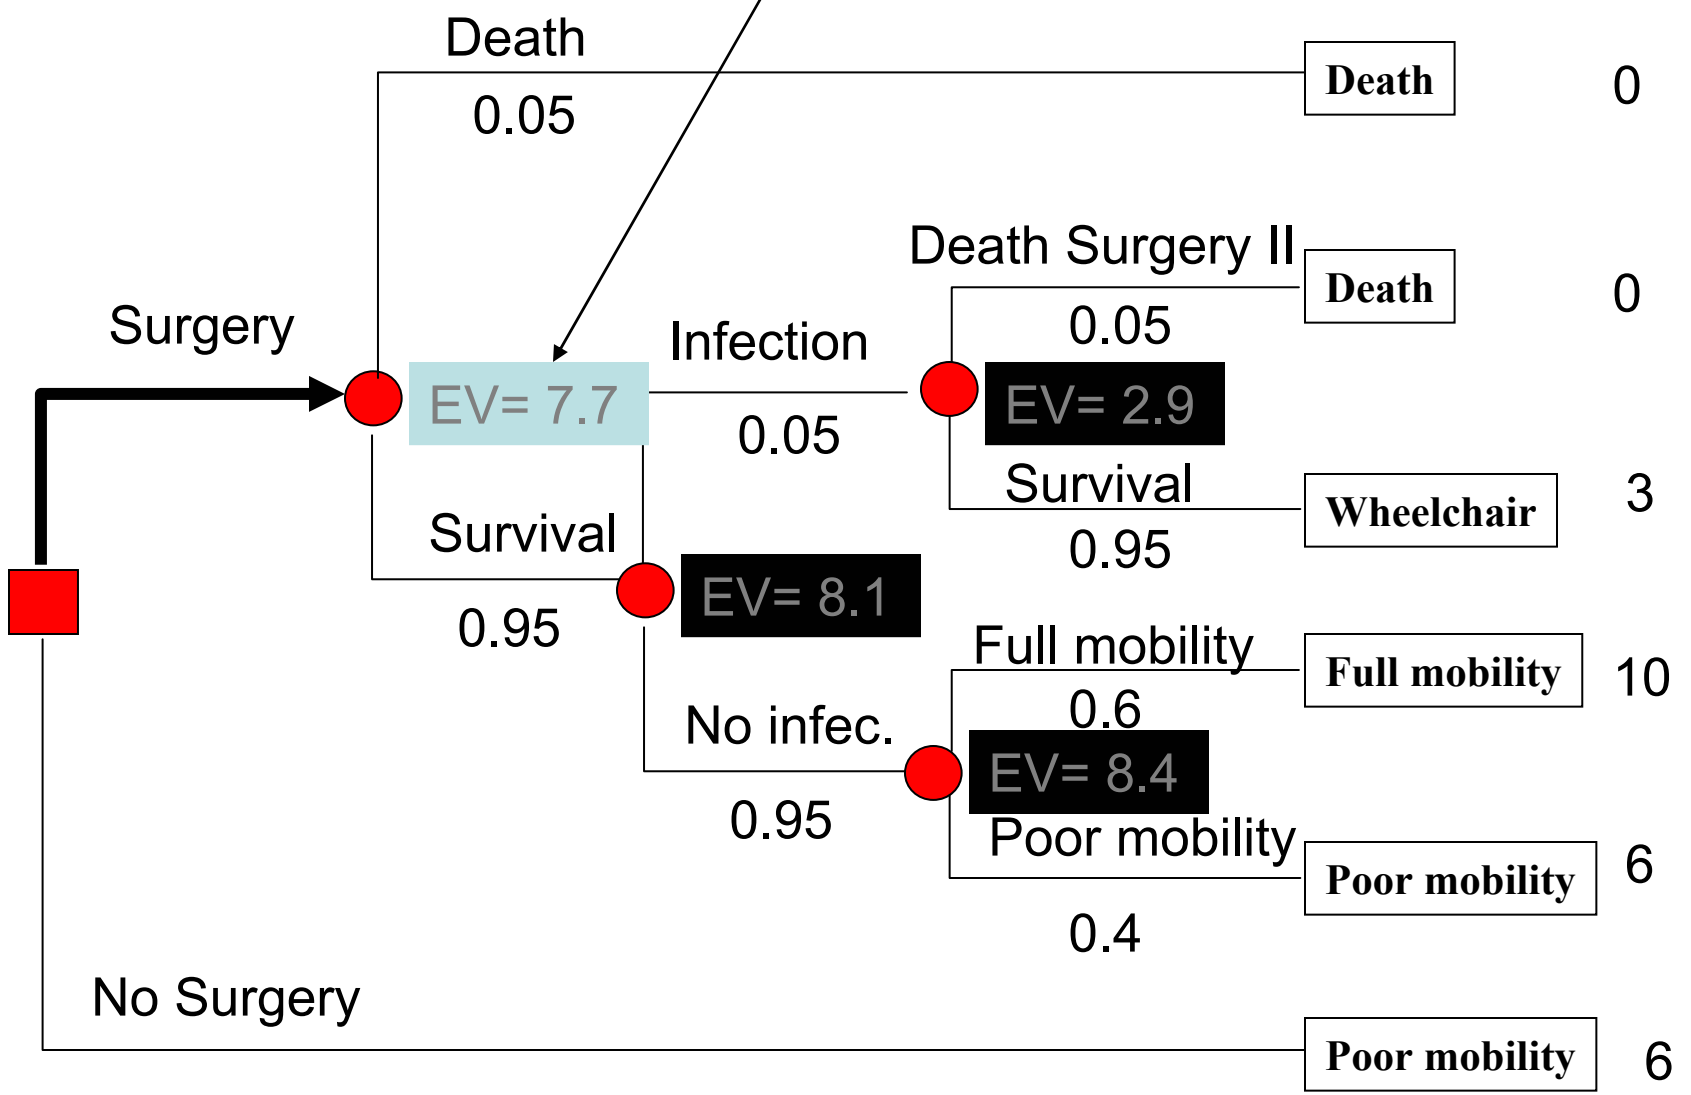 Death
0.05
Death
0
Death Surgery II
0.05
Death
0
Surgery
Infection
0.05
EV= 7.7
EV= 2.9
Survival
0.95
Wheelchair
3
Survival
0.95
EV= 8.1
Full mobility
0.6
Full mobility
10
No infec.
0.95
EV= 8.4
Poor mobility
0.4
Poor mobility
6
No Surgery
Poor mobility
6